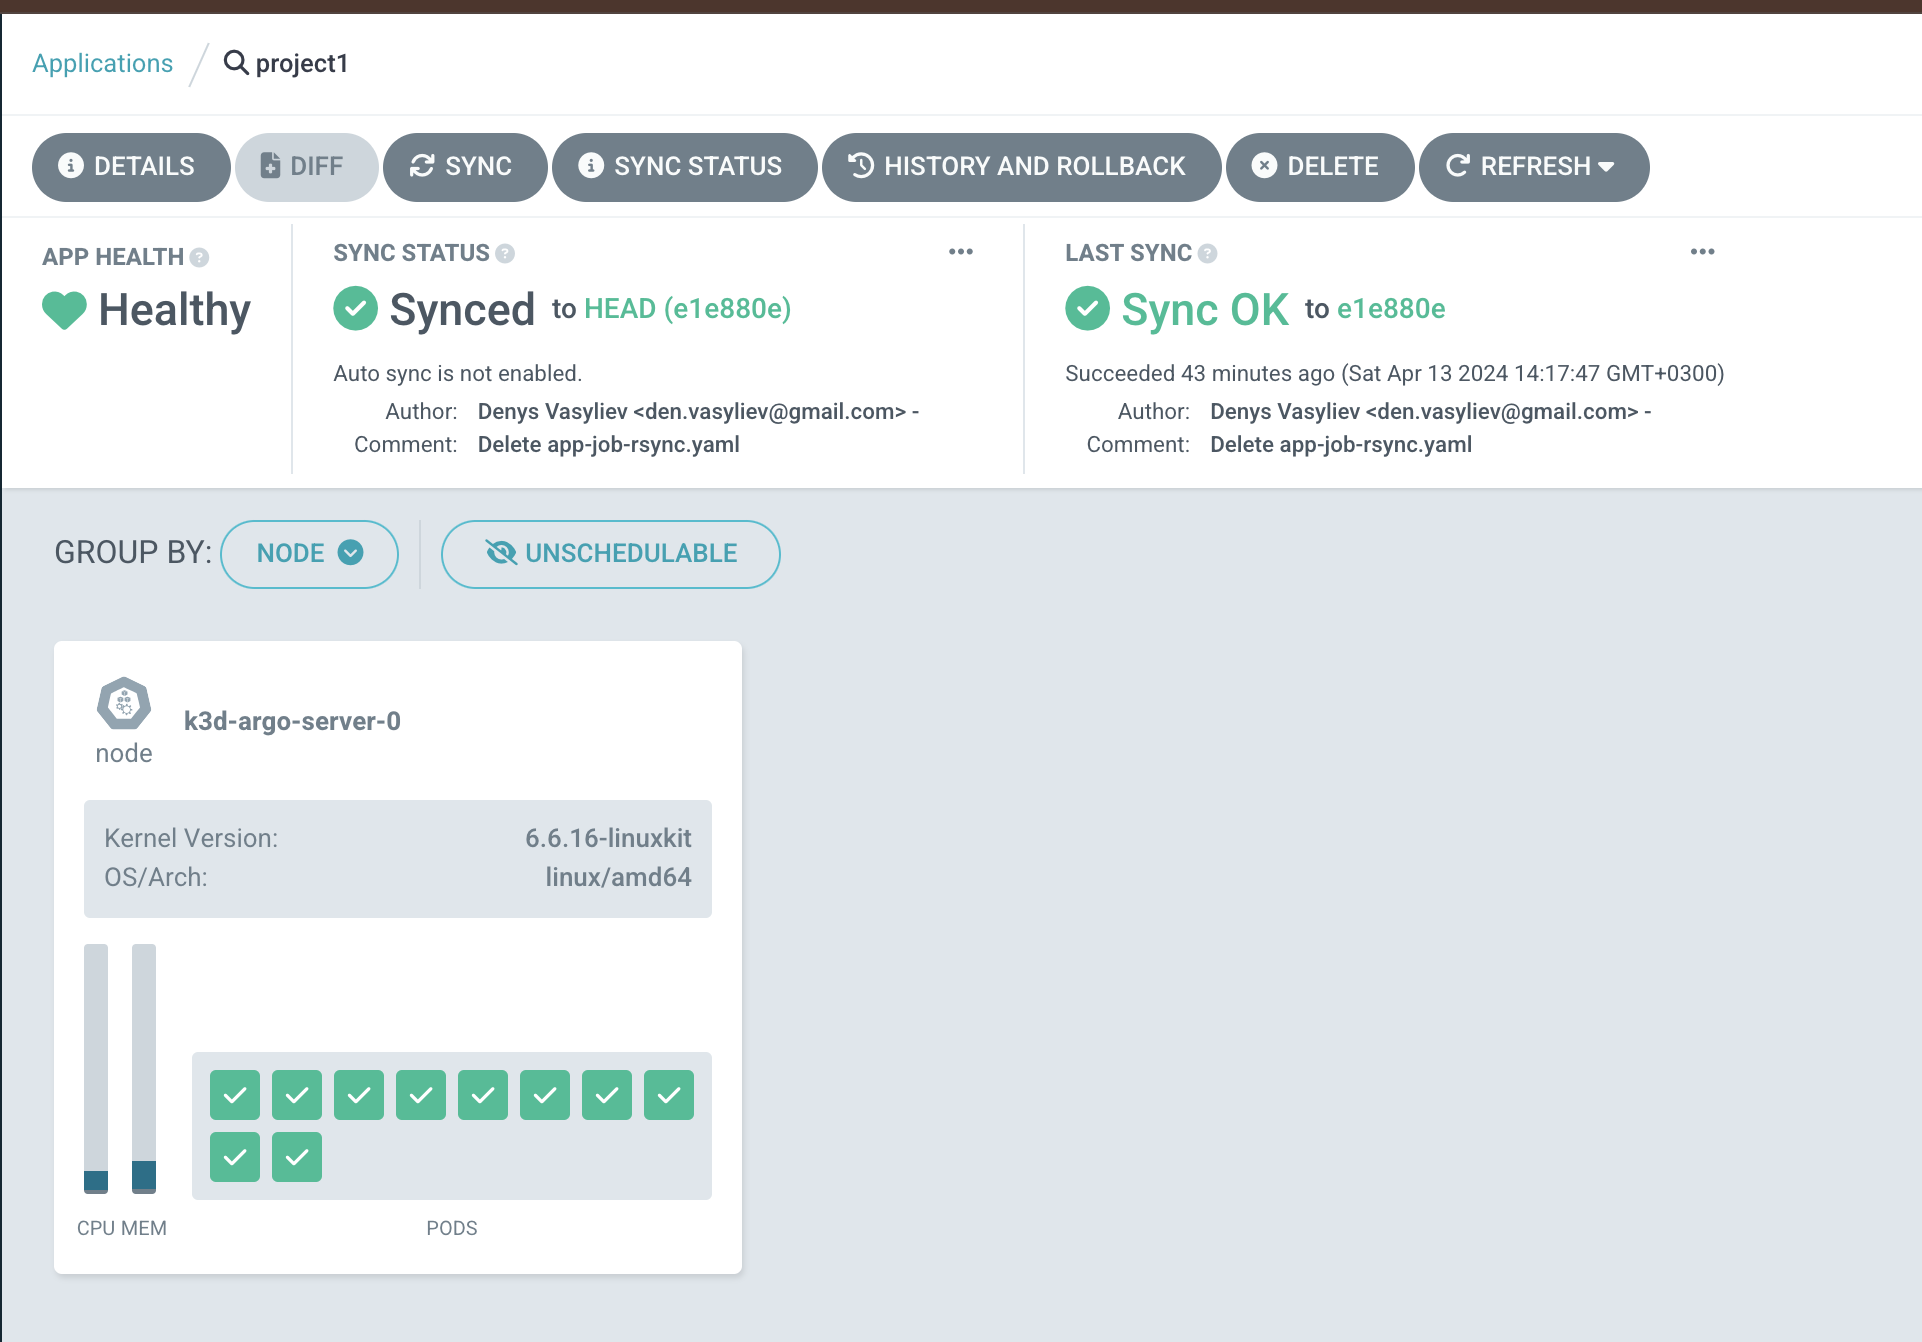 Applications / project1
DETAILS DIFF SYNC SYNC STATUS HISTORY AND ROLLBACK DELETE REFRESH
APP HEALTH ?
Healthy
SYNC STATUS ?
Synced to HEAD (e1e880e)
Auto sync is not enabled.
Author: Denys Vasyliev <den.vasyliev@gmail.com> -
Comment: Delete app-job-rsync.yaml
LAST SYNC ?
Sync OK to e1e880e
Succeeded 43 minutes ago (Sat Apr 13 2024 14:17:47 GMT+0300)
Author: Denys Vasyliev <den.vasyliev@gmail.com> -
Comment: Delete app-job-rsync.yaml
GROUP BY: NODE UNSCHEDULABLE
k3d-argo-server-0
node
Kernel Version: 6.6.16-linuxkit
OS/Arch: linux/amd64
CPU MEM PODS